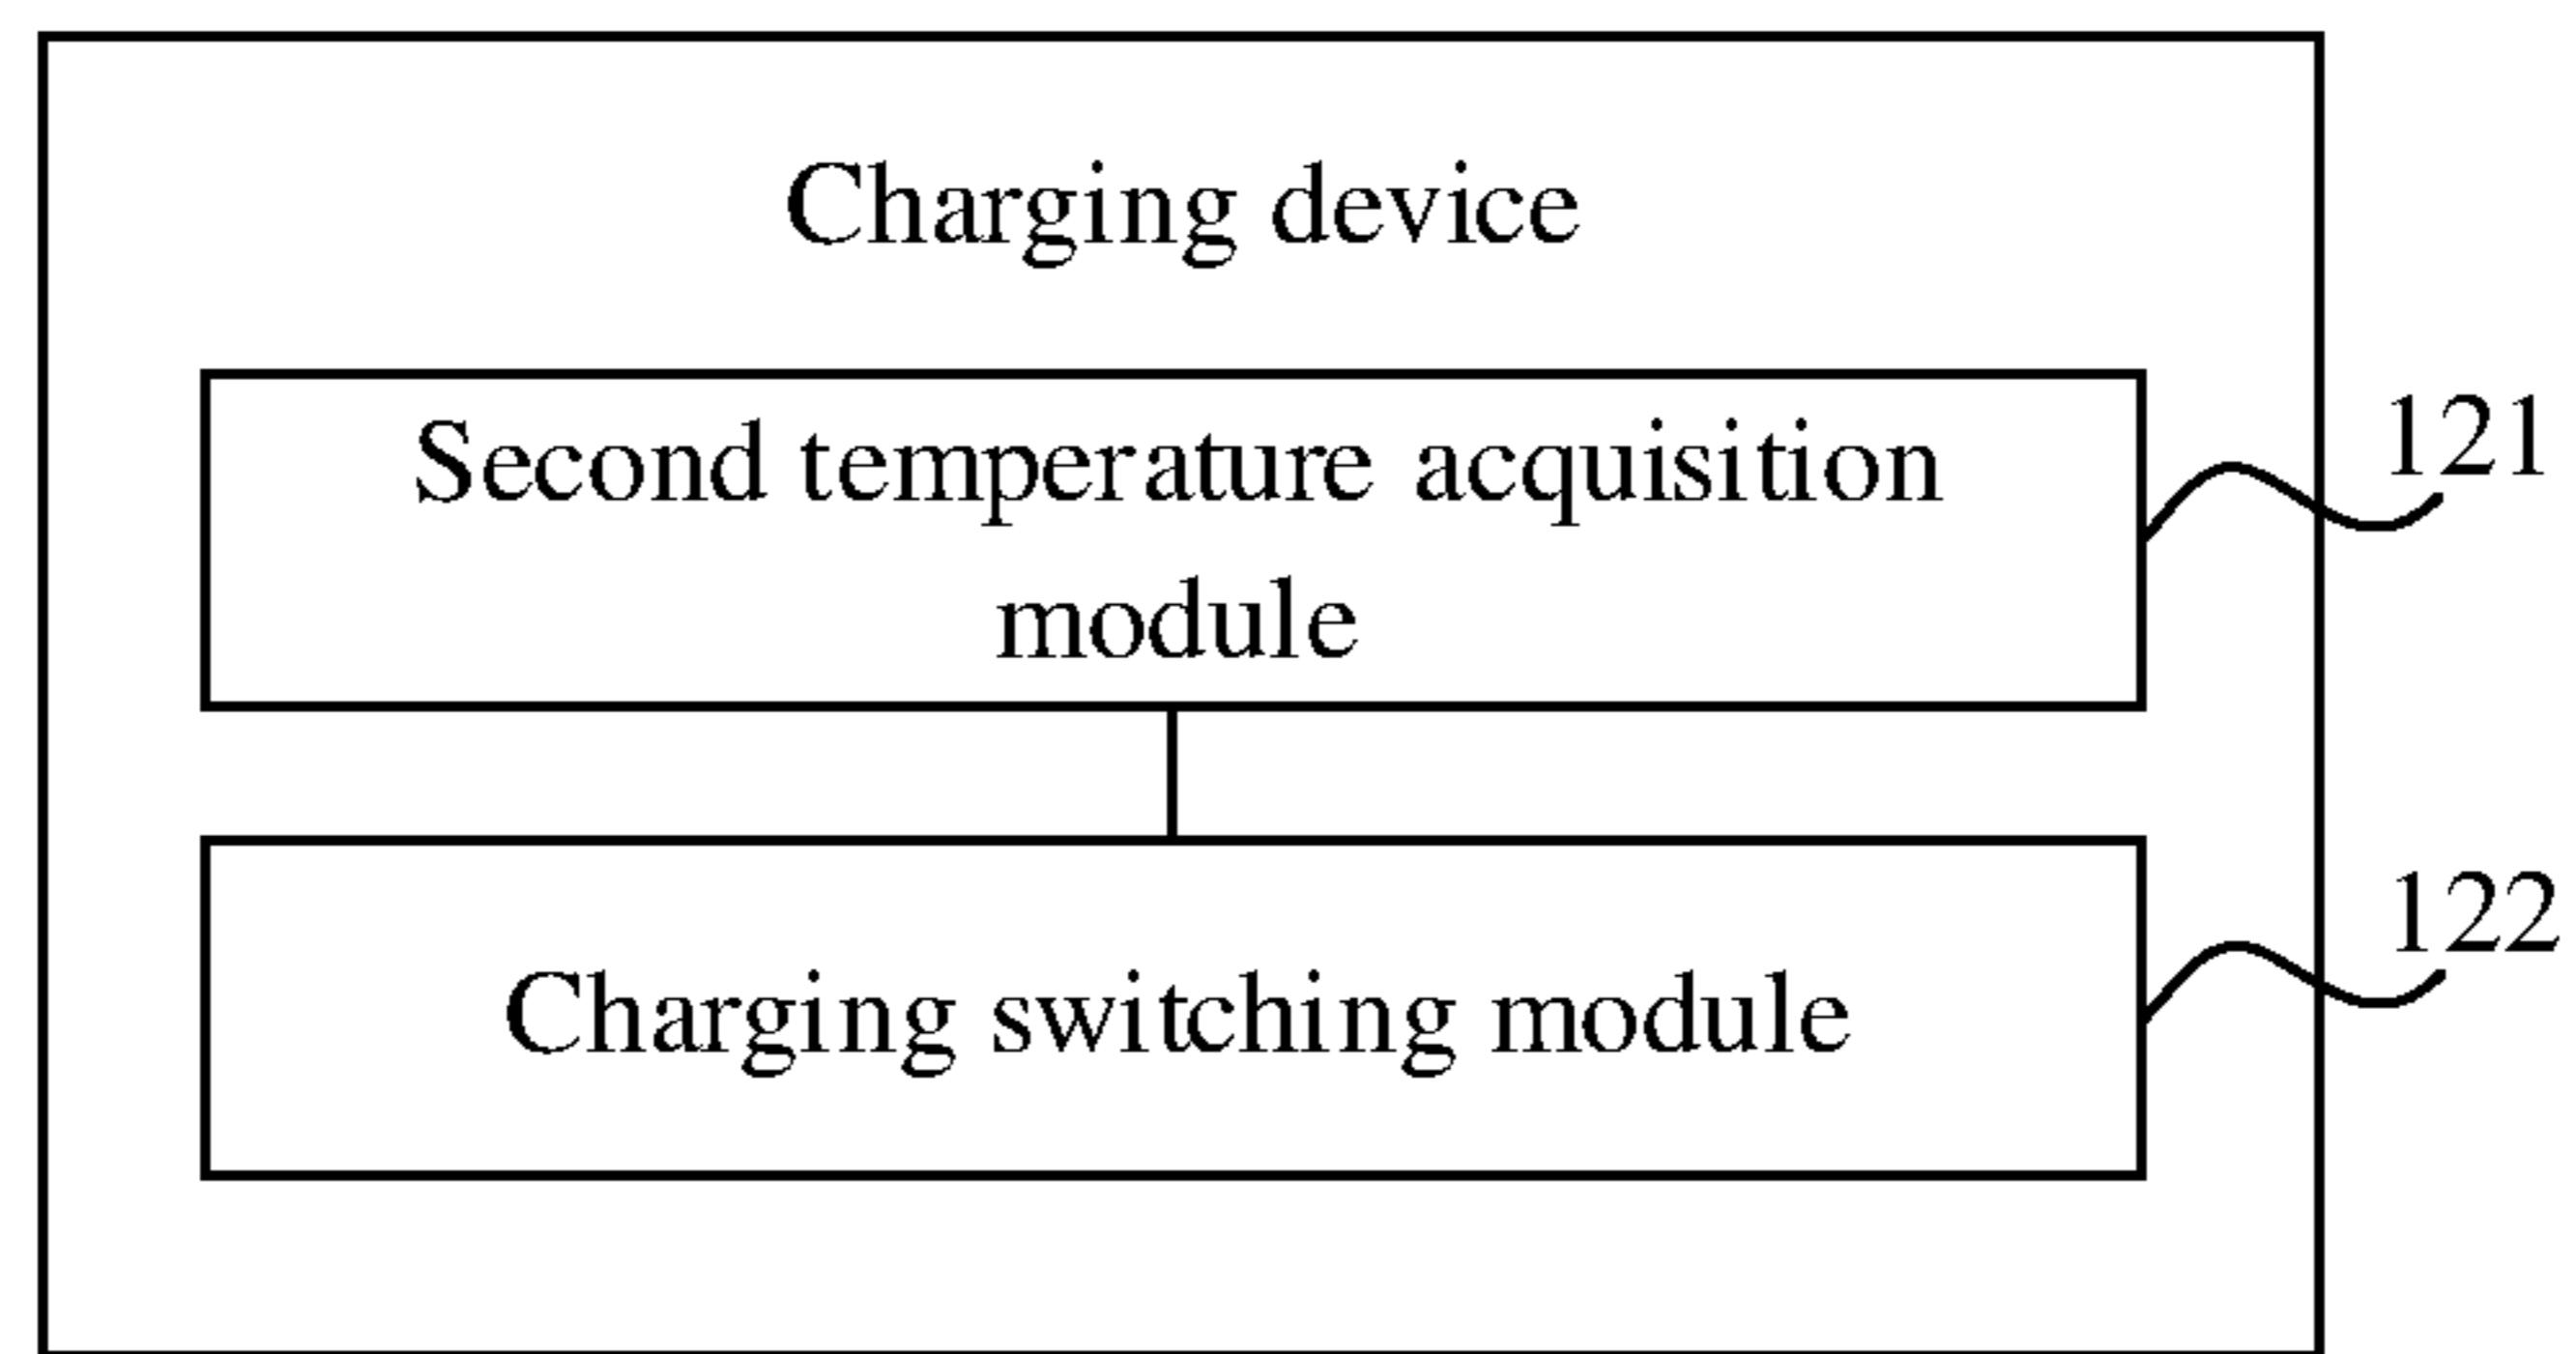 Charging device
Second temperature acquisition
module
121
Charging switching module
122